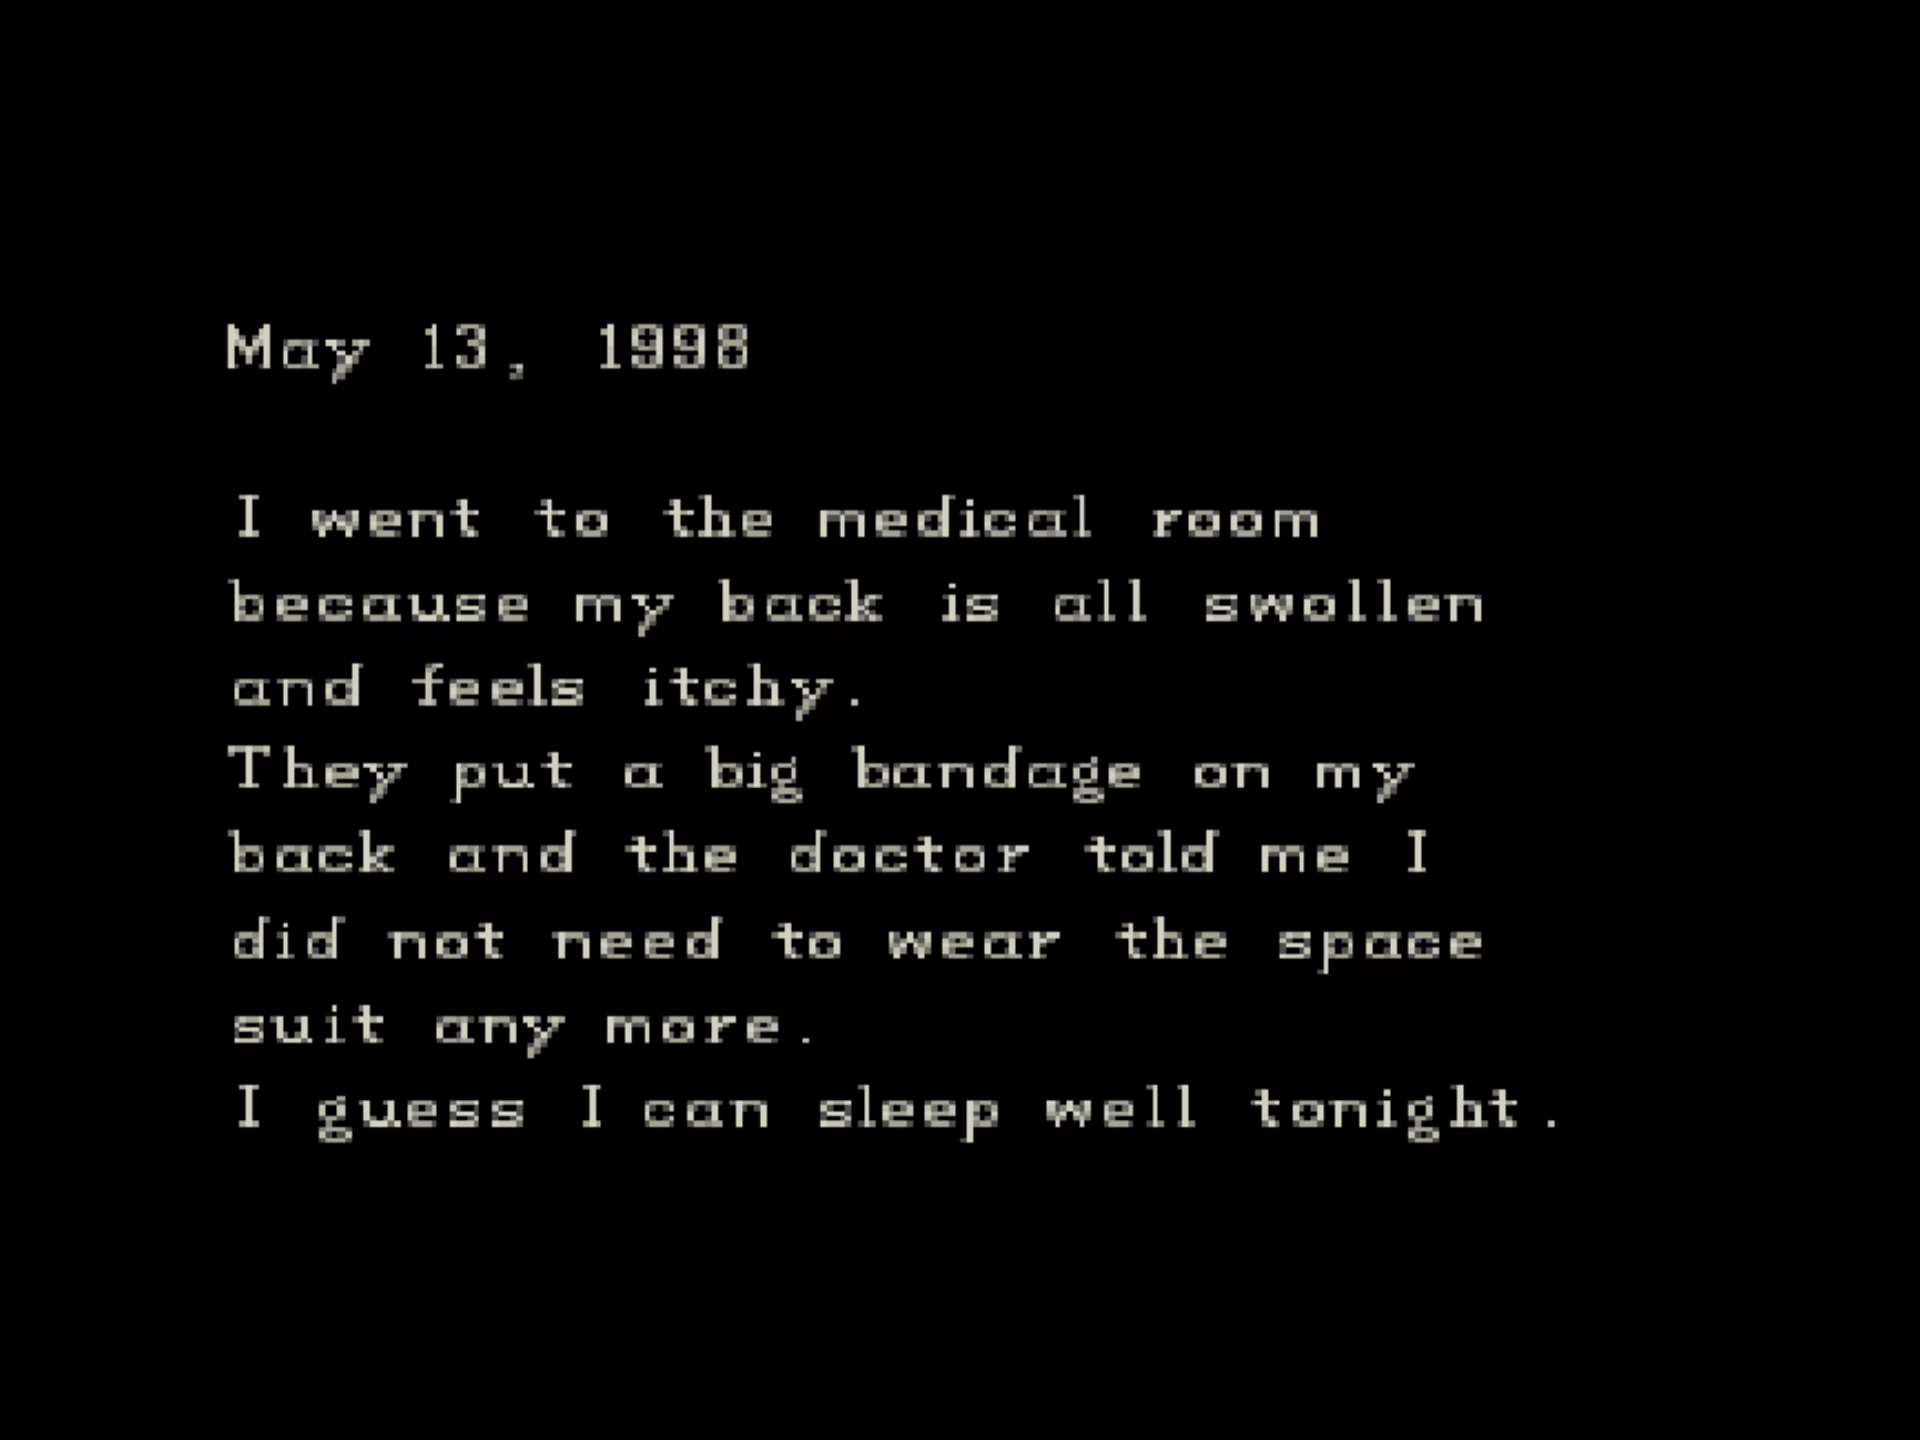 May 13, 1998
I went to the medical room
because my back is all swollen
and feels itchy.
They put a big bandage on my
back and the doctor told me I
did not need to wear the space
suit any more.
I guess I can sleep well tonight.